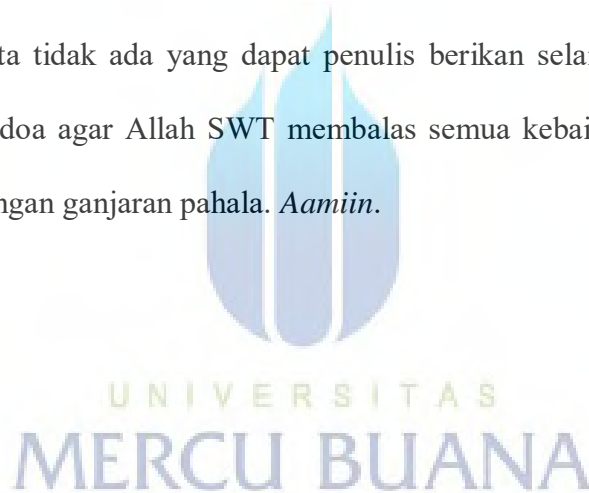 ta tidak ada yang dapat penulis berikan selai
doa agar Allah SWT membalas semua kebai
ngan ganjaran pahala. Aamiin.
UNIVERSITAS
MERCU BUANA